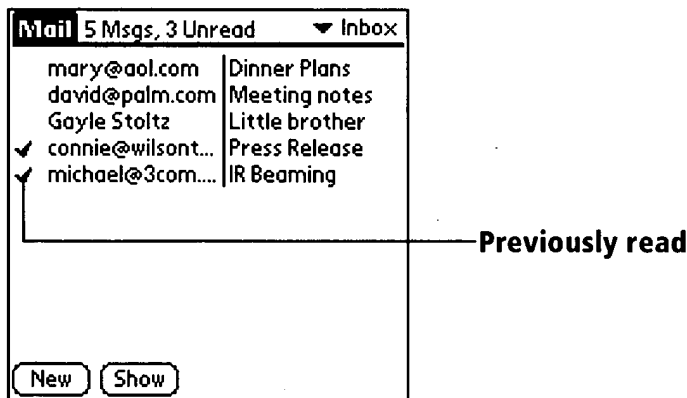 Mail 5 Msgs, 3 Unread Inbox
mary@aol.com Dinner Plans
david@palm.com Meeting notes
Gayle Stoltz Little brother
connie@wilsont... Press Release
michael@3com.... IR Beaming
Previously read
New Show